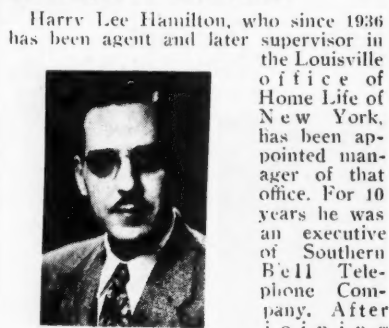 Harry Lee Hamilton, who since 1936
has been agent and later supervisor in
the Louisville
office of
Home Life of
New York,
has been ap-
pointed man-
ager of that
office. For 10
years he was
an executive
of Southern
Bell Tele-
phone Com-
pany. After